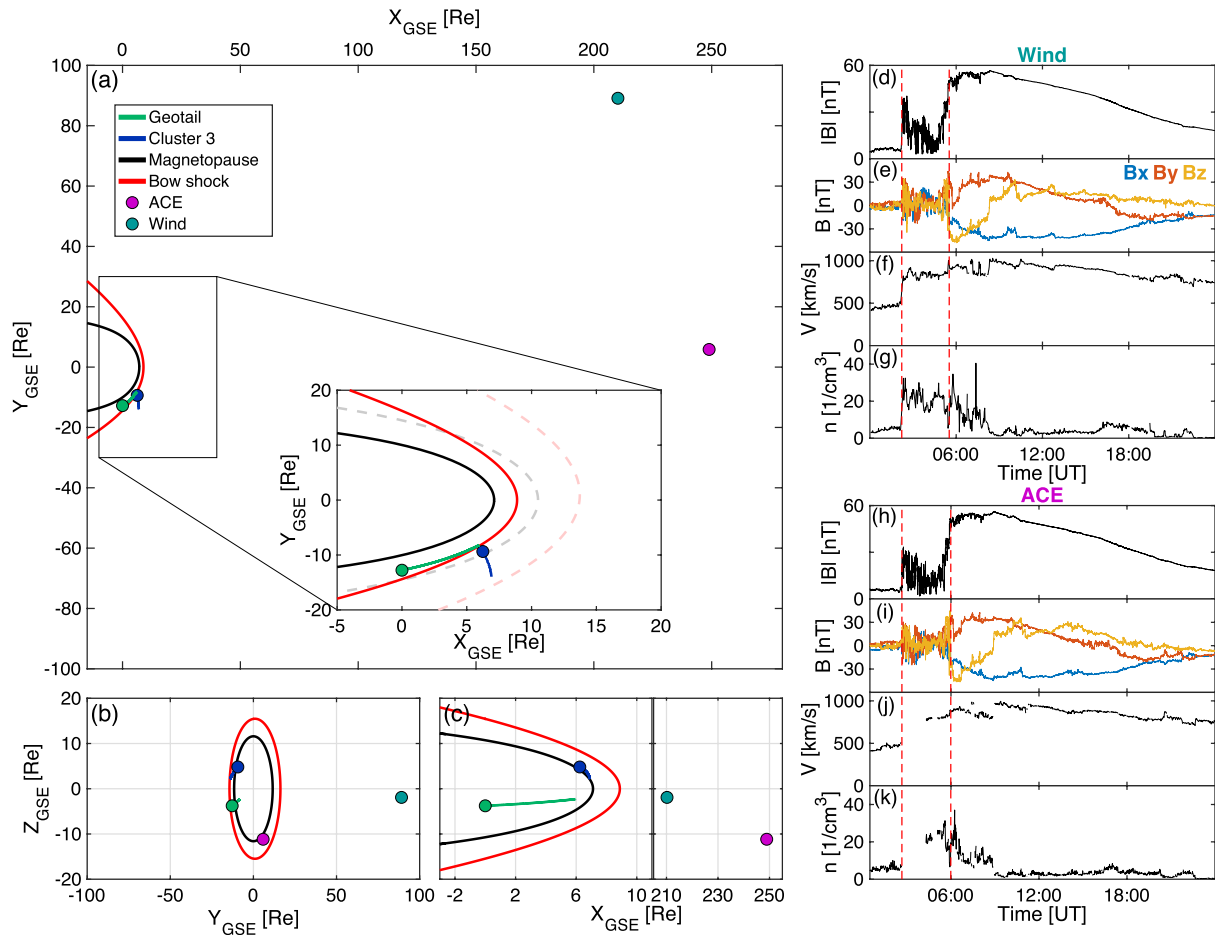 X_GSE [Re]
0 50 100 150 200 250
(a)
100
80
60
40
20
0
-20
-40
-60
-80
-100
Y_GSE [Re]
Geotail
Cluster 3
Magnetopause
Bow shock
ACE
Wind
20
10
0
-10
-20
Y_GSE [Re]
-5 0 5 10 15 20
X_GSE [Re]
(b)
20
10
0
-10
-20
Z_GSE [Re]
-100 -50 0 50 100
Y_GSE [Re]
(c)
-2 2 6 10 210 230 250
X_GSE [Re]
Wind
(d)
60
0
|B| [nT]
(e)
Bx By Bz
30
0
-30
B [nT]
(f)
1000
500
0
V [km/s]
(g)
40
20
0
n [1/cm³]
06:00 12:00 18:00
Time [UT]
ACE
(h)
60
0
|B| [nT]
(i)
30
0
-30
B [nT]
(j)
1000
500
0
V [km/s]
(k)
40
20
0
n [1/cm³]
06:00 12:00 18:00
Time [UT]